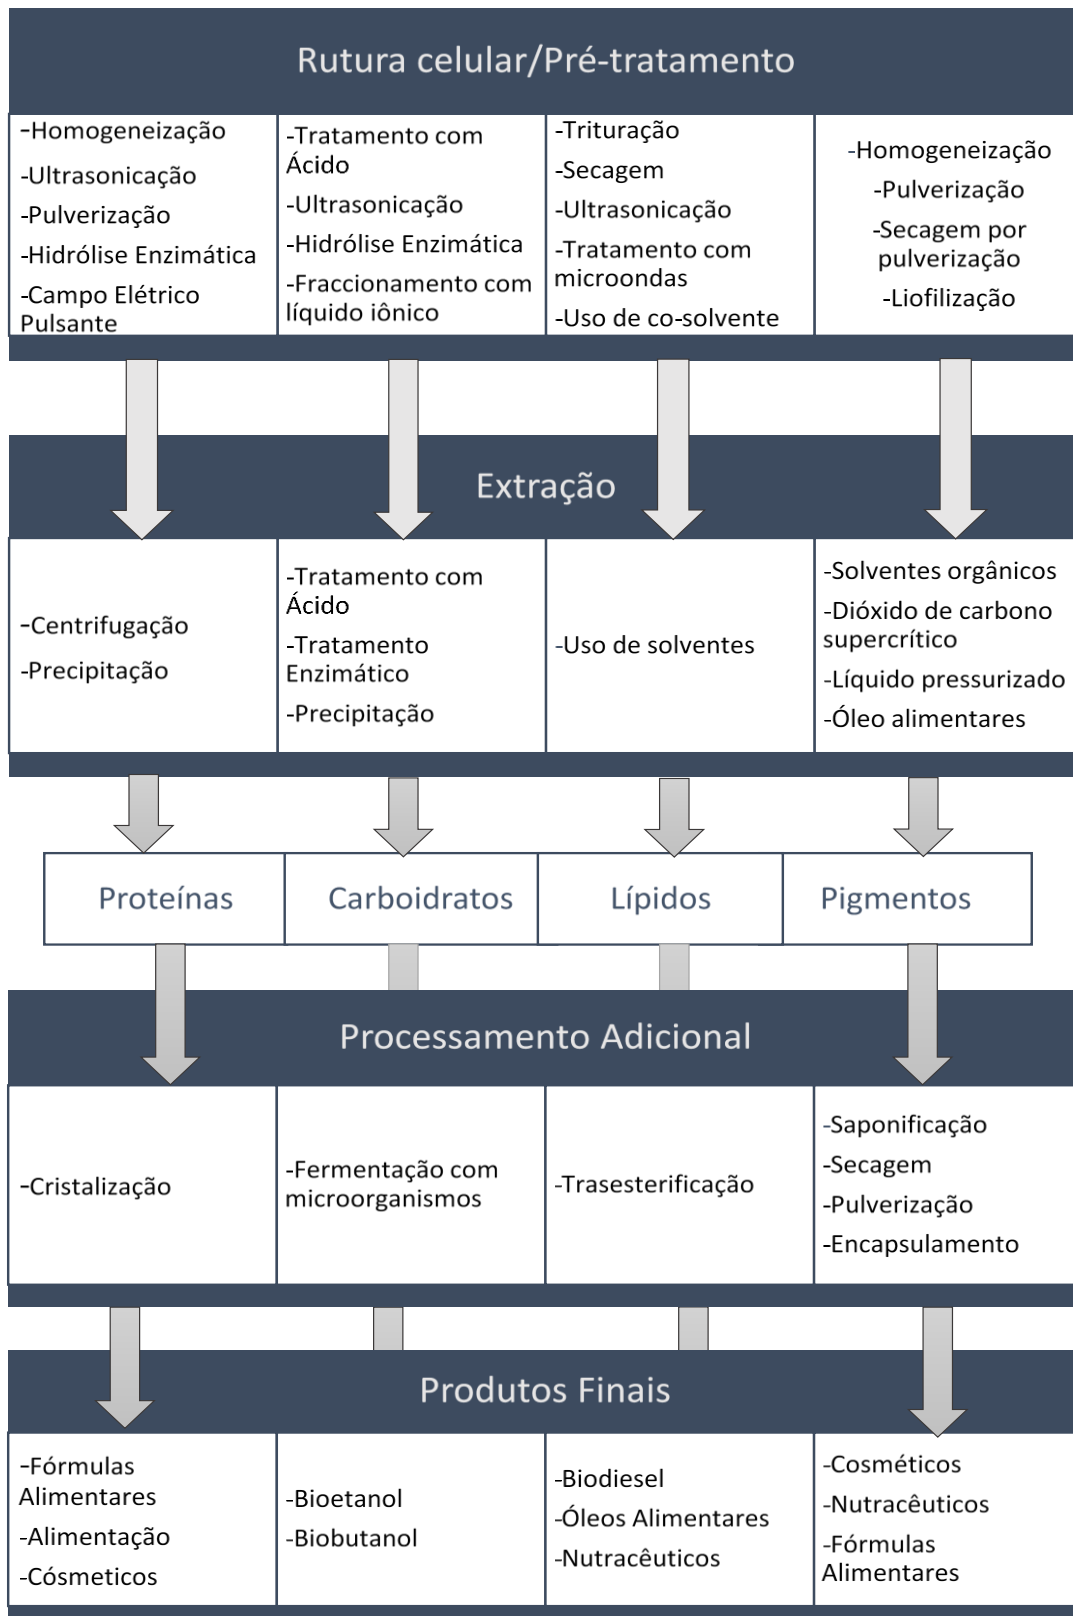 Rutura celular/Pré-tratamento
-Homogeneização
-Ultrasonicação
-Pulverização
-Hidrólise Enzimática
-Campo Elétrico
Pulsante
-Tratamento com
Ácido
-Ultrasonicação
-Hidrólise Enzimática
-Fraccionamento com
líquido iônico
-Trituração
-Secagem
-Ultrasonicação
-Tratamento com
microondas
-Uso de co-solvente
-Homogeneização
-Pulverização
-Secagem por
pulverização
-Liofilização
Extração
-Centrifugação
-Precipitação
-Tratamento com
Ácido
-Tratamento
Enzimático
-Precipitação
-Uso de solventes
-Solventes orgânicos
-Dióxido de carbono
supercrítico
-Líquido pressurizado
-Óleo alimentares
Proteínas
Carboidratos
Lípidos
Pigmentos
Processamento Adicional
-Cristalização
-Fermentação com
microorganismos
-Trasesterificação
-Saponificação
-Secagem
-Pulverização
-Encapsulamento
Produtos Finais
-Fórmulas
Alimentares
-Alimentação
-Cósmeticos
-Bioetanol
-Biobutanol
-Biodiesel
-Óleos Alimentares
-Nutracêuticos
-Cosméticos
-Nutracêuticos
-Fórmulas
Alimentares